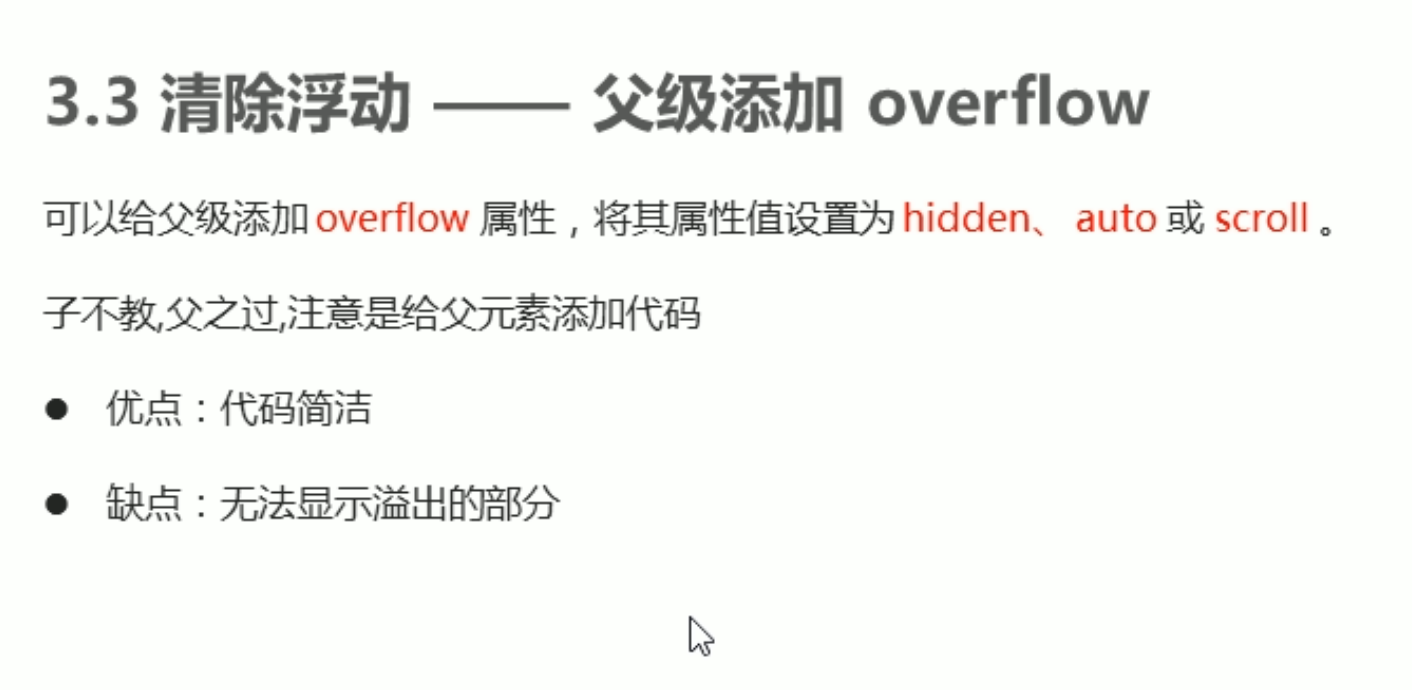 3.3 清除浮动 —— 父级添加 overflow
可以给父级添加 overflow 属性，将其属性值设置为 hidden、 auto 或 scroll 。
子不教,父之过,注意是给父元素添加代码
● 优点：代码简洁
● 缺点：无法显示溢出的部分